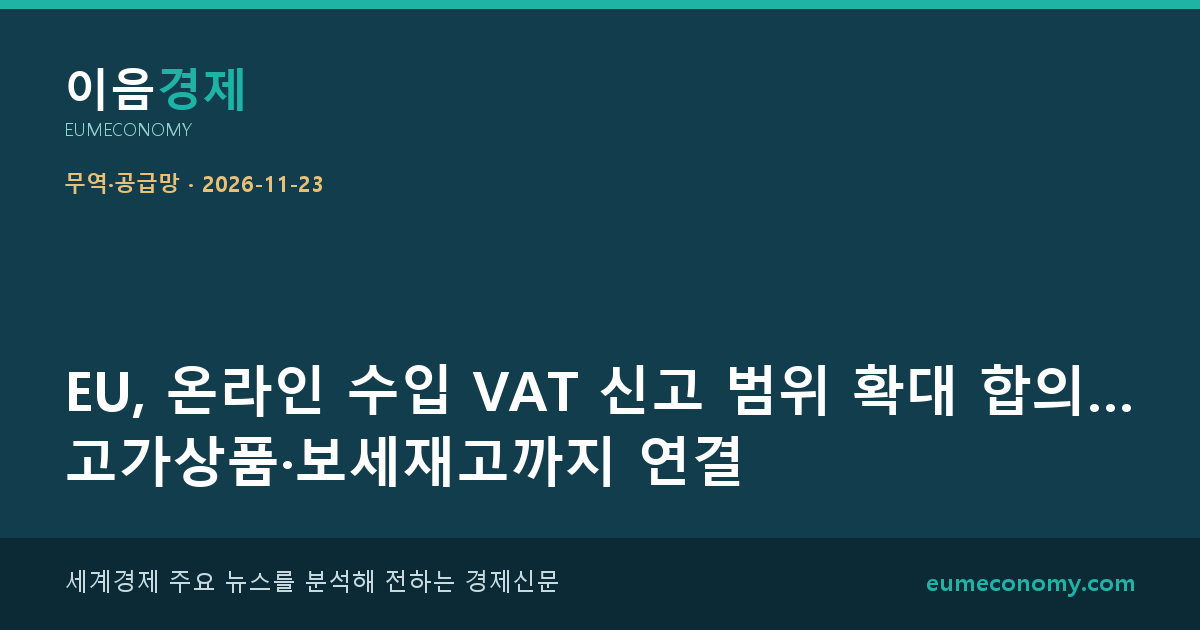 이음경제
EUMECONOMY
무역·공급망 · 2026-11-23
EU, 온라인 수입 VAT 신고 범위 확대 합의…
고가상품·보세재고까지 연결
세계경제 주요 뉴스를 분석해 전하는 경제신문
eumeconomy.com